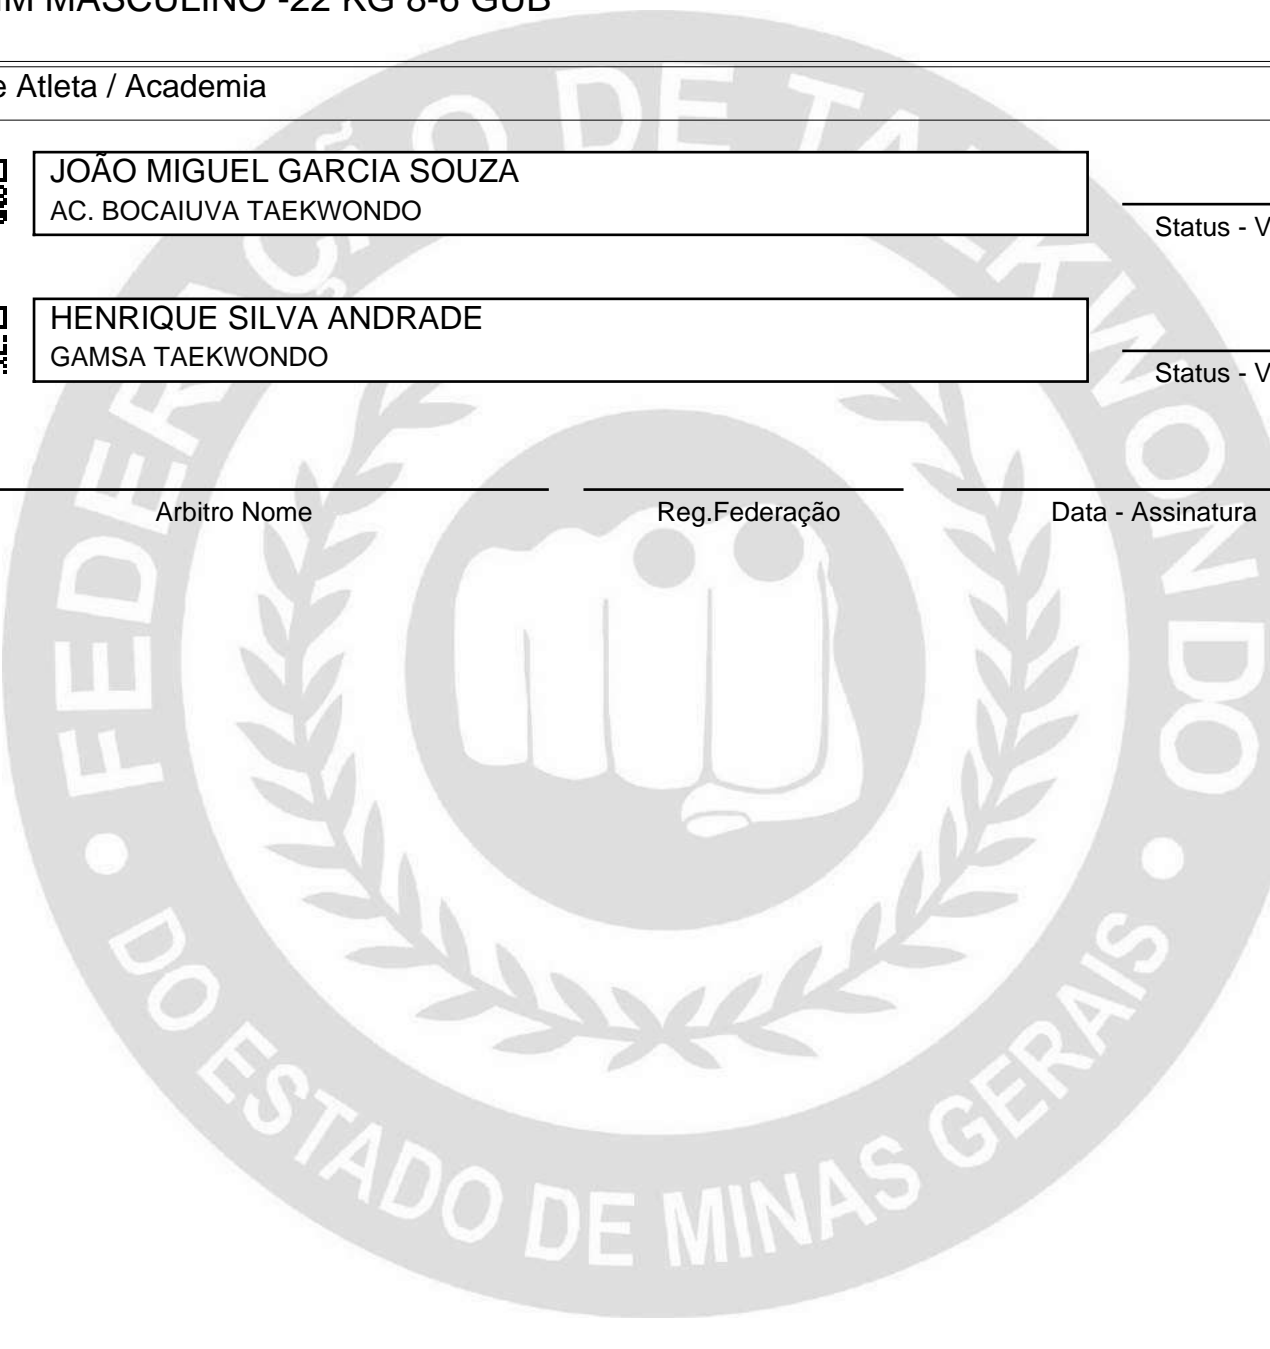 MASCULINO -22 KG 8-6 GUB
Atleta / Academia
JOÃO MIGUEL GARCIA SOUZA
AC. BOCAIUVA TAEKWONDO
Status - V
HENRIQUE SILVA ANDRADE
GAMSA TAEKWONDO
Status - V
Arbitro Nome Reg.Federação Data - Assinatura
FEDERAÇÃO DE TAEKWONDO
DO ESTADO DE MINAS GERAIS